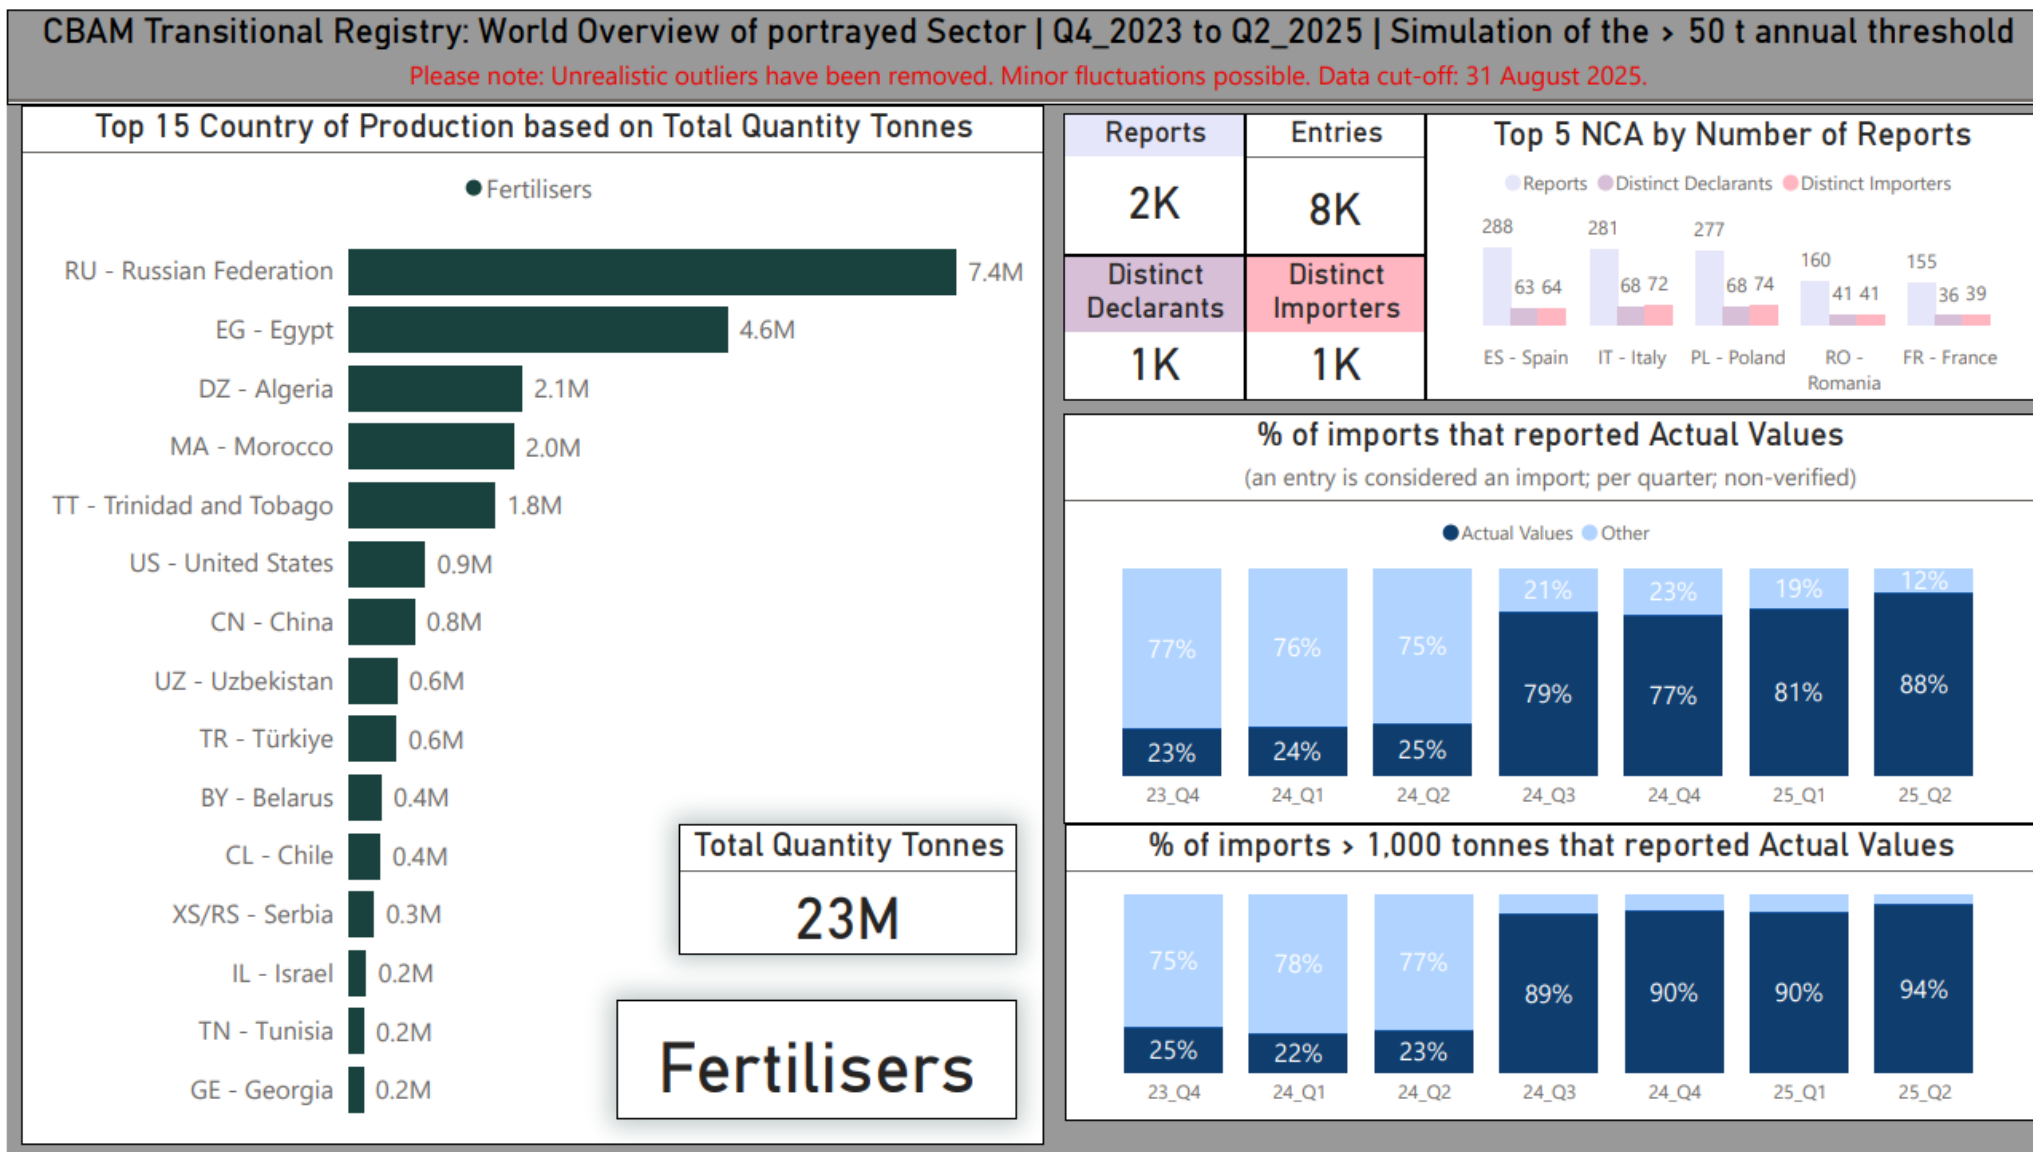 CBAM Transitional Registry: World Overview of portrayed Sector | Q4_2023 to Q2_2025 | Simulation of the > 50 t annual threshold
Please note: Unrealistic outliers have been removed. Minor fluctuations possible. Data cut-off: 31 August 2025.
Top 15 Country of Production based on Total Quantity Tonnes
Fertilisers
RU - Russian Federation 7.4M
EG - Egypt 4.6M
DZ - Algeria 2.1M
MA - Morocco 2.0M
TT - Trinidad and Tobago 1.8M
US - United States 0.9M
CN - China 0.8M
UZ - Uzbekistan 0.6M
TR - Türkiye 0.6M
BY - Belarus 0.4M
CL - Chile 0.4M
XS/RS - Serbia 0.3M
IL - Israel 0.2M
TN - Tunisia 0.2M
GE - Georgia 0.2M
Total Quantity Tonnes
23M
Fertilisers
Reports Entries
2K 8K
Distinct Distinct
Declarants Importers
1K 1K
Top 5 NCA by Number of Reports
Reports Distinct Declarants Distinct Importers
288 63 64 281 68 72 277 68 74 160 41 41 155 36 39
ES - Spain IT - Italy PL - Poland RO - FR - France
Romania
% of imports that reported Actual Values
(an entry is considered an import; per quarter; non-verified)
Actual Values Other
77% 76% 75% 21% 23% 19% 12%
23% 24% 25% 79% 77% 81% 88%
23_Q4 24_Q1 24_Q2 24_Q3 24_Q4 25_Q1 25_Q2
% of imports > 1,000 tonnes that reported Actual Values
75% 78% 77%
25% 22% 23% 89% 90% 90% 94%
23_Q4 24_Q1 24_Q2 24_Q3 24_Q4 25_Q1 25_Q2